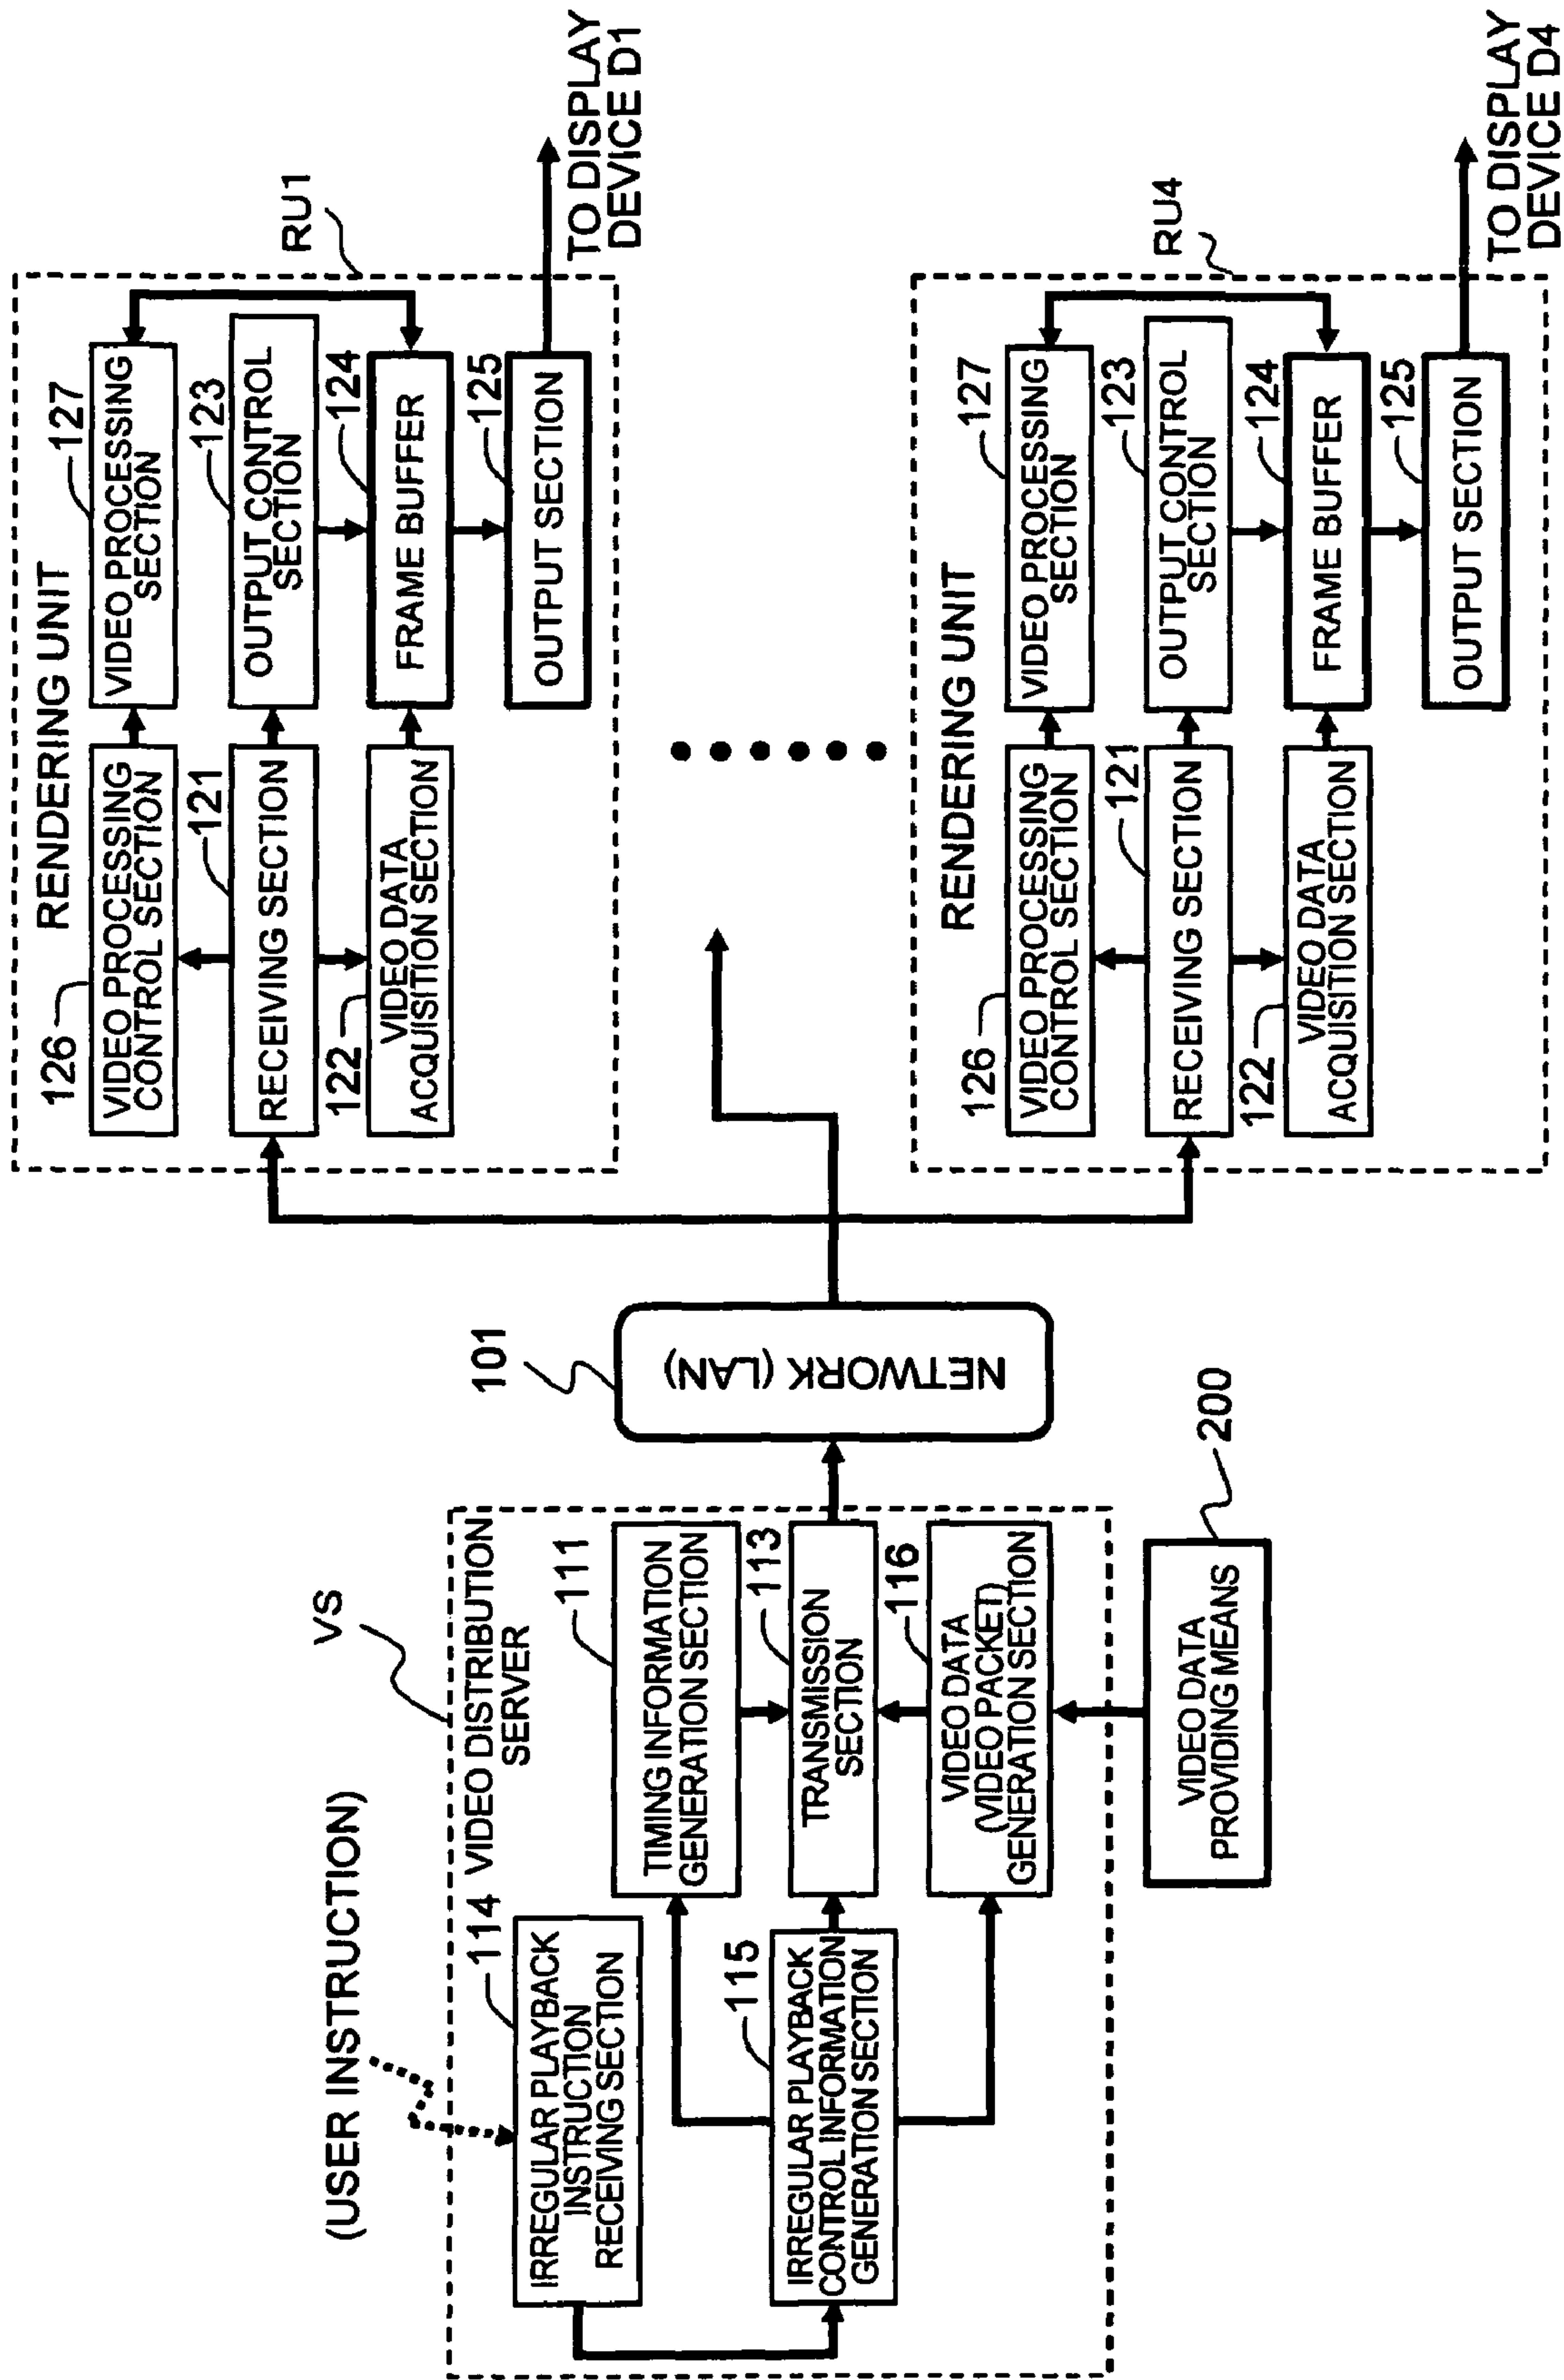 (USER INSTRUCTION)
VS
VIDEO DISTRIBUTION
SERVER
114
IRREGULAR PLAYBACK
INSTRUCTION
RECEIVING SECTION
115
IRREGULAR PLAYBACK
CONTROL INFORMATION
GENERATION SECTION
111
TIMING INFORMATION
GENERATION SECTION
113
TRANSMISSION
SECTION
116
VIDEO DATA
(VIDEO PACKET)
GENERATION SECTION
200
VIDEO DATA
PROVIDING MEANS
101
NETWORK (LAN)
RENDERING UNIT
RU1
126
VIDEO PROCESSING
CONTROL SECTION
127
VIDEO PROCESSING
SECTION
121
RECEIVING SECTION
123
OUTPUT CONTROL
SECTION
122
VIDEO DATA
ACQUISITION SECTION
124
FRAME BUFFER
125
OUTPUT SECTION
TO DISPLAY
DEVICE D1
RENDERING UNIT
RU4
126
VIDEO PROCESSING
CONTROL SECTION
127
VIDEO PROCESSING
SECTION
121
RECEIVING SECTION
123
OUTPUT CONTROL
SECTION
122
VIDEO DATA
ACQUISITION SECTION
124
FRAME BUFFER
125
OUTPUT SECTION
TO DISPLAY
DEVICE D4